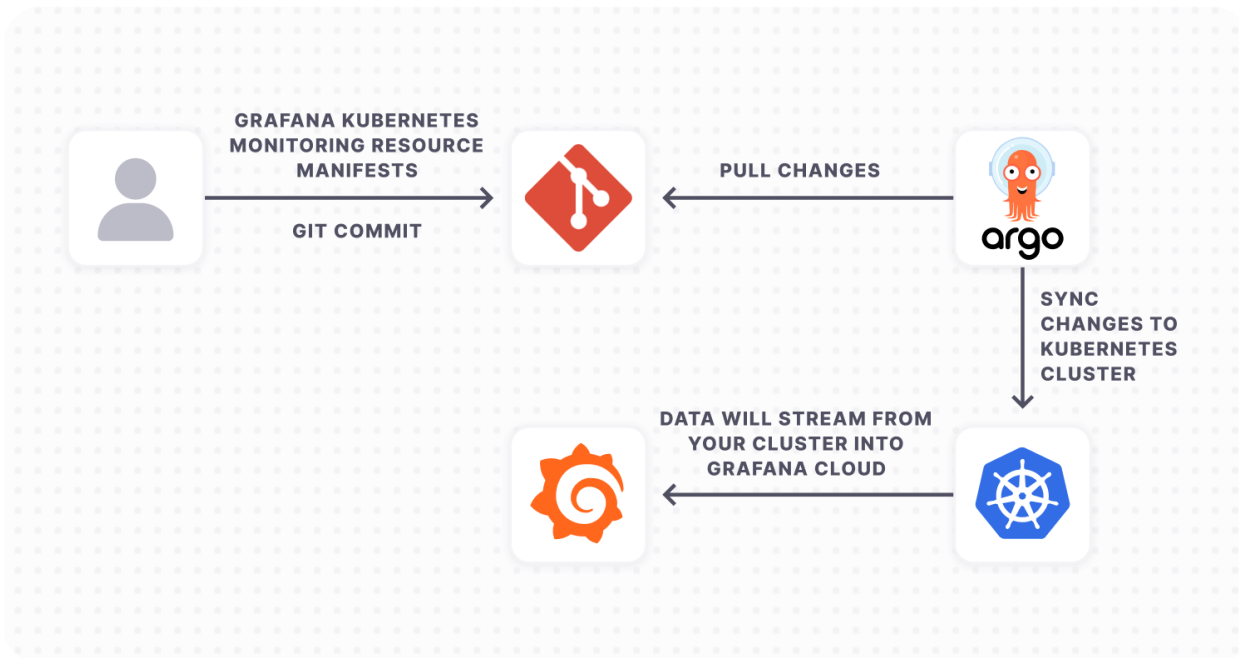 GRAFANA KUBERNETES
MONITORING RESOURCE
MANIFESTS
GIT COMMIT
PULL CHANGES
argo
SYNC
CHANGES TO
KUBERNETES
CLUSTER
DATA WILL STREAM FROM
YOUR CLUSTER INTO
GRAFANA CLOUD